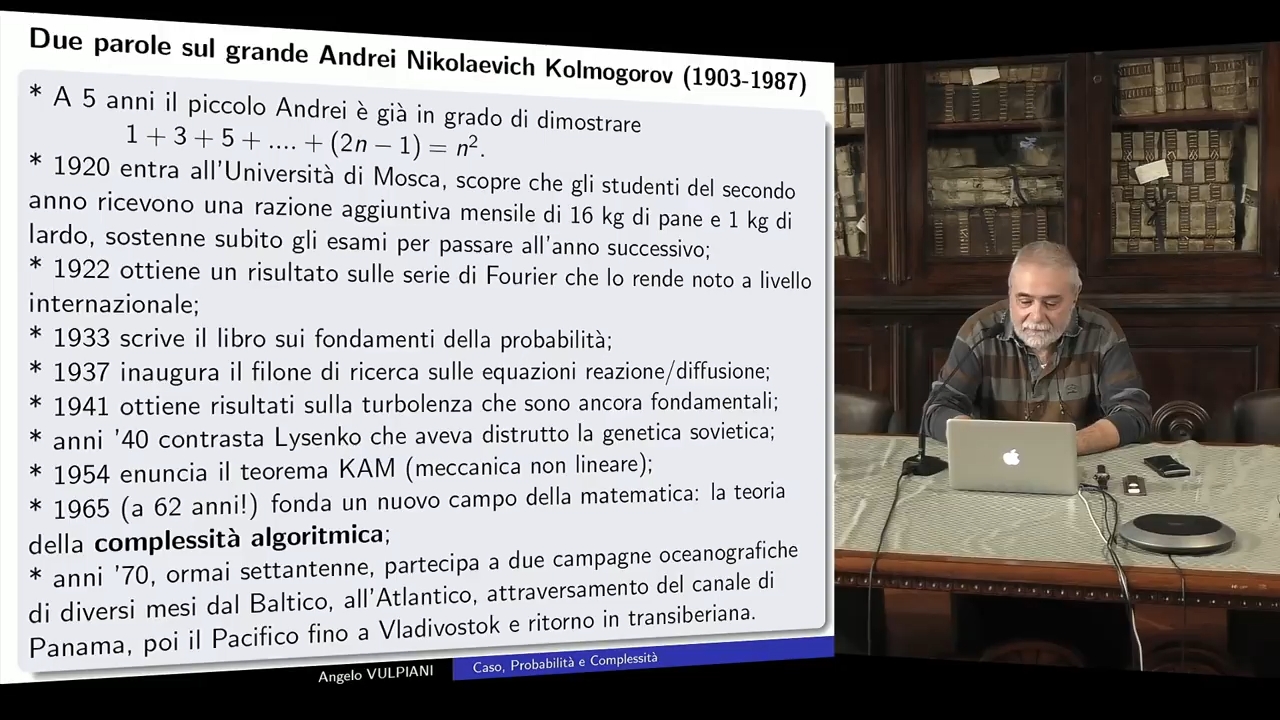 Due parole sul grande Andrei Nikolaevich Kolmogorov (1903-1987)
* A 5 anni il piccolo Andrei è già in grado di dimostrare
1 + 3 + 5 + .... + (2n − 1) = n².
* 1920 entra all'Università di Mosca, scopre che gli studenti del secondo
anno ricevono una razione aggiuntiva mensile di 16 kg di pane e 1 kg di
lardo, sostenne subito gli esami per passare all'anno successivo;
* 1922 ottiene un risultato sulle serie di Fourier che lo rende noto a livello
internazionale;
* 1933 scrive il libro sui fondamenti della probabilità;
* 1937 inaugura il filone di ricerca sulle equazioni reazione/diffusione;
* 1941 ottiene risultati sulla turbolenza che sono ancora fondamentali;
* anni '40 contrasta Lysenko che aveva distrutto la genetica sovietica;
* 1954 enuncia il teorema KAM (meccanica non lineare);
* 1965 (a 62 anni!) fonda un nuovo campo della matematica: la teoria
della complessità algoritmica;
* anni '70, ormai settantenne, partecipa a due campagne oceanografiche
di diversi mesi dal Baltico, all'Atlantico, attraversamento del canale di
Panama, poi il Pacifico fino a Vladivostok e ritorno in transiberiana.
Angelo VULPIANI
Caso, Probabilità e Complessità